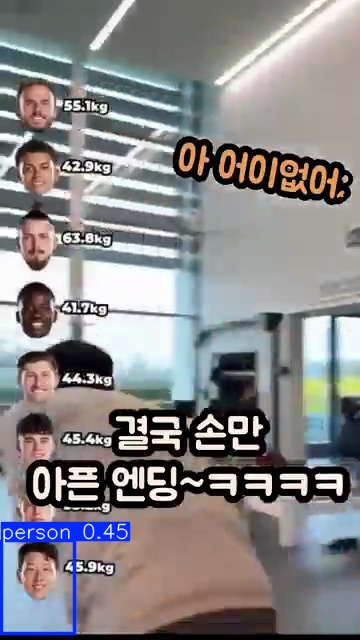 55.1kg
아 어이없어;
42.9kg
63.8kg
41.7kg
44.3kg
45.4kg
결국 손만
아픈 엔딩~ㅋㅋㅋㅋ
person 0.45
45.9kg